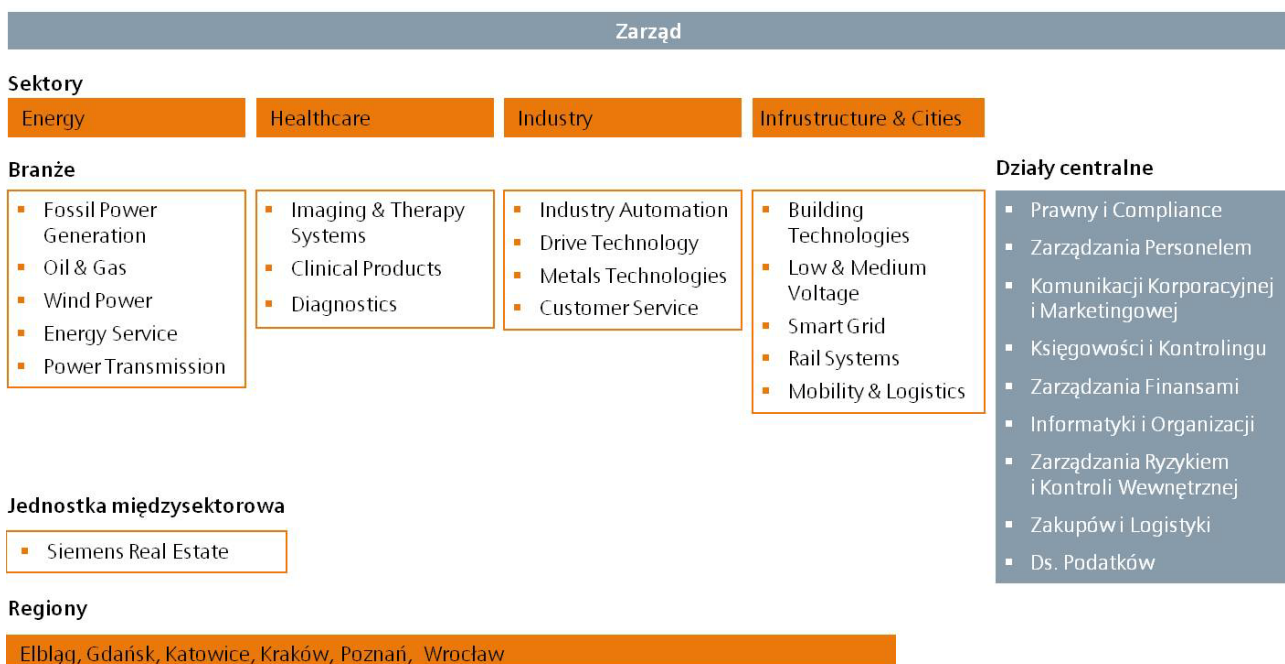 Zarząd
Sektory
Energy
Healthcare
Industry
Infrustructure & Cities
Branże
Fossil Power
Generation
Oil & Gas
Wind Power
Energy Service
Power Transmission
Imaging & Therapy
Systems
Clinical Products
Diagnostics
Industry Automation
Drive Technology
Metals Technologies
Customer Service
Building
Technologies
Low & Medium
Voltage
Smart Grid
Rail Systems
Mobility & Logistics
Działy centralne
Prawny i Compliance
Zarządzania Personelem
Komunikacji Korporacyjnej
i Marketingowej
Księgowości i Kontrolingu
Zarządzania Finansami
Informatyki i Organizacji
Zarządzania Ryzykiem
i Kontroli Wewnętrznej
Zakupów i Logistyki
Ds. Podatków
Jednostka międzysektorowa
Siemens Real Estate
Regiony
Elbląg, Gdańsk, Katowice, Kraków, Poznań, Wrocław